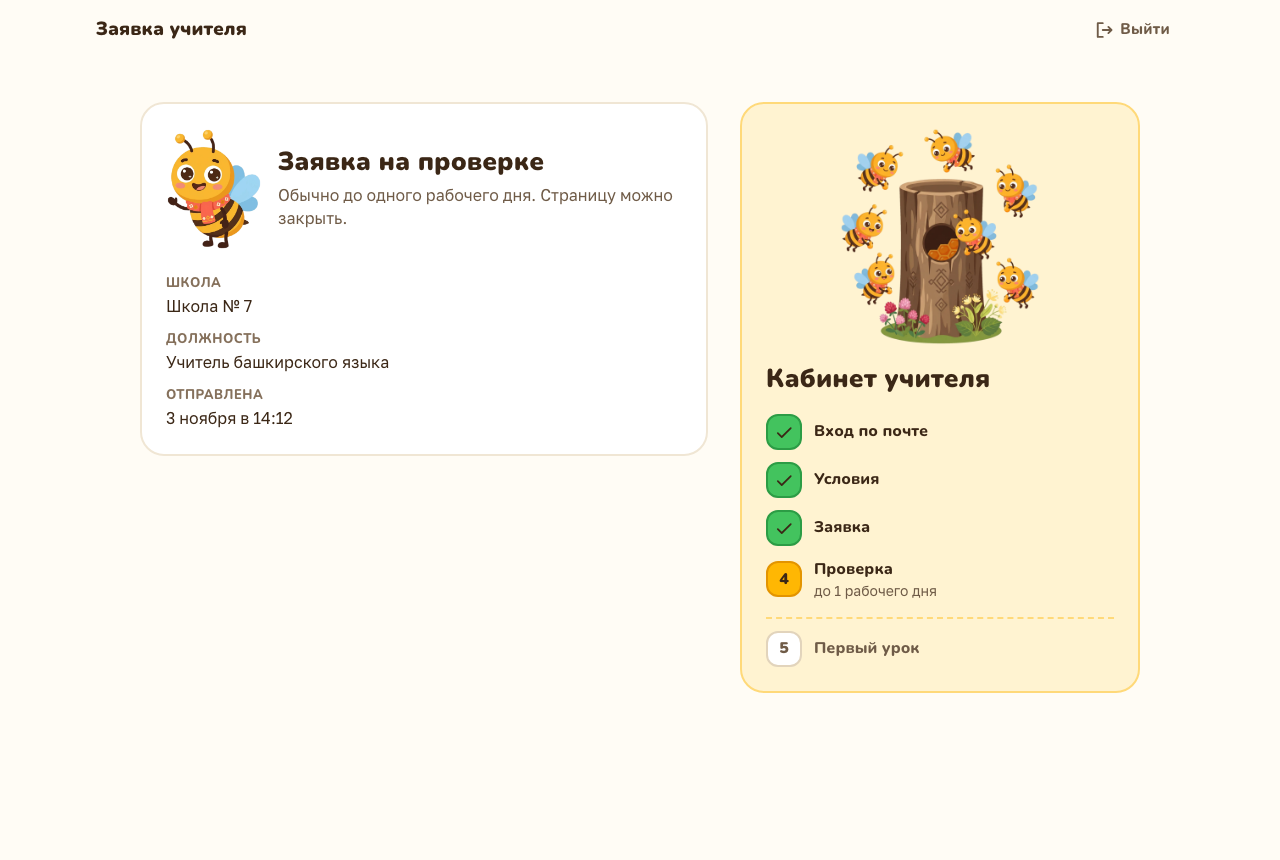 Заявка учителя
Выйти
Заявка на проверке
Обычно до одного рабочего дня. Страницу можно
закрыть.
ШКОЛА
Школа № 7
ДОЛЖНОСТЬ
Учитель башкирского языка
ОТПРАВЛЕНА
3 ноября в 14:12
Кабинет учителя
Вход по почте
Условия
Заявка
4
Проверка
до 1 рабочего дня
5
Первый урок